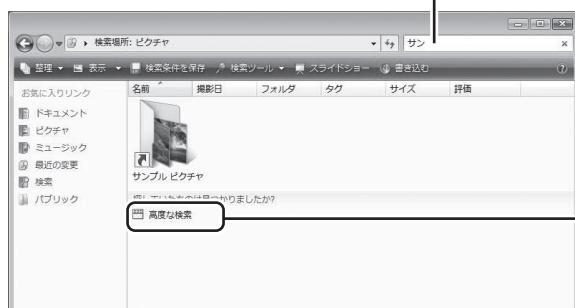 検索場所: ピクチャ
サン
整理 表示 検索条件を保存 検索ツール スライドショー 書き込む
お気に入りリンク
ドキュメント
ピクチャ
ミュージック
最近の変更
検索
パブリック
名前 撮影日 フォルダ タグ サイズ 評価
サンプル ピクチャ
探していたものは見つかりましたか?
高度な検索